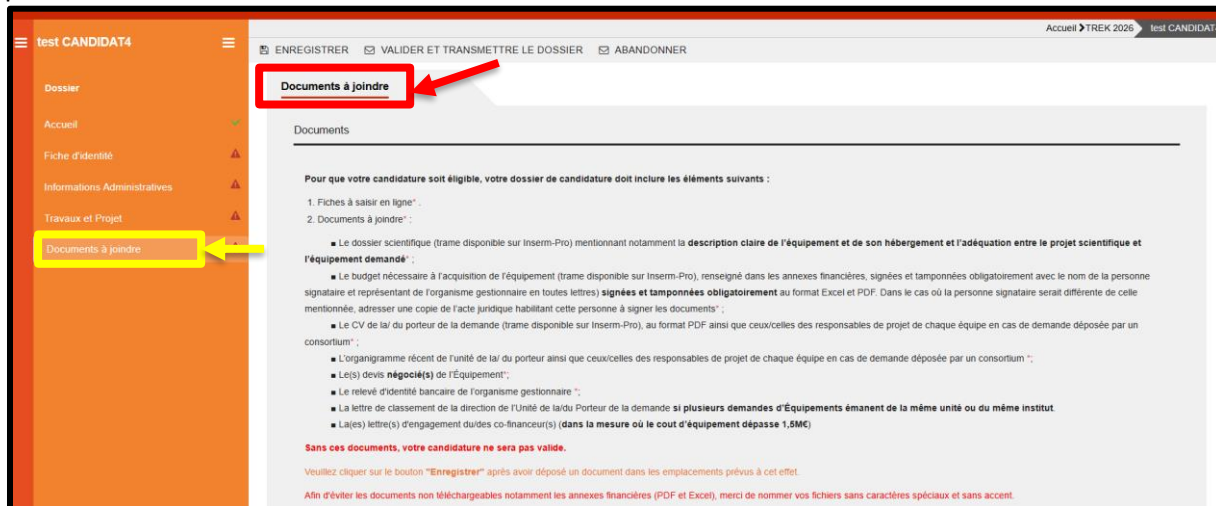 Accueil ❯ TREK 2026 test CANDIDAT4
test CANDIDAT4
ENREGISTRER VALIDER ET TRANSMETTRE LE DOSSIER ABANDONNER
Dossier
Accueil
Fiche d'identité
Informations Administratives
Travaux et Projet
Documents à joindre
Documents à joindre
Documents
Pour que votre candidature soit éligible, votre dossier de candidature doit inclure les éléments suivants :
1. Fiches à saisir en ligne* .
2. Documents à joindre* :
■ Le dossier scientifique (trame disponible sur Inserm-Pro) mentionnant notamment la description claire de l'équipement et de son hébergement et l'adéquation entre le projet scientifique et
l'équipement demandé* ;
■ Le budget nécessaire à l'acquisition de l'équipement (trame disponible sur Inserm-Pro), renseigné dans les annexes financières, signées et tamponnées obligatoirement avec le nom de la personne
signataire et représentant de l'organisme gestionnaire en toutes lettres) signées et tamponnées obligatoirement au format Excel et PDF. Dans le cas où la personne signataire serait différente de celle
mentionnée, adresser une copie de l'acte juridique habilitant cette personne à signer les documents* ;
■ Le CV de la/ du porteur de la demande (trame disponible sur Inserm-Pro), au format PDF ainsi que ceux/celles des responsables de projet de chaque équipe en cas de demande déposée par un
consortium* ;
■ L'organigramme récent de l'unité de la/ du porteur ainsi que ceux/celles des responsables de projet de chaque équipe en cas de demande déposée par un consortium *;
■ Le(s) devis négocié(s) de l'Équipement*;
■ Le relevé d'identité bancaire de l'organisme gestionnaire *;
■ La lettre de classement de la direction de l'Unité de la/du Porteur de la demande si plusieurs demandes d'Équipements émanent de la même unité ou du même institut.
■ La(es) lettre(s) d'engagement du/des co-financeur(s) (dans la mesure où le cout d'équipement dépasse 1,5M€)
Sans ces documents, votre candidature ne sera pas valide.
Veuillez cliquer sur le bouton "Enregistrer" après avoir déposé un document dans les emplacements prévus à cet effet.
Afin d'éviter les documents non téléchargeables notamment les annexes financières (PDF et Excel), merci de nommer vos fichiers sans caractères spéciaux et sans accent.